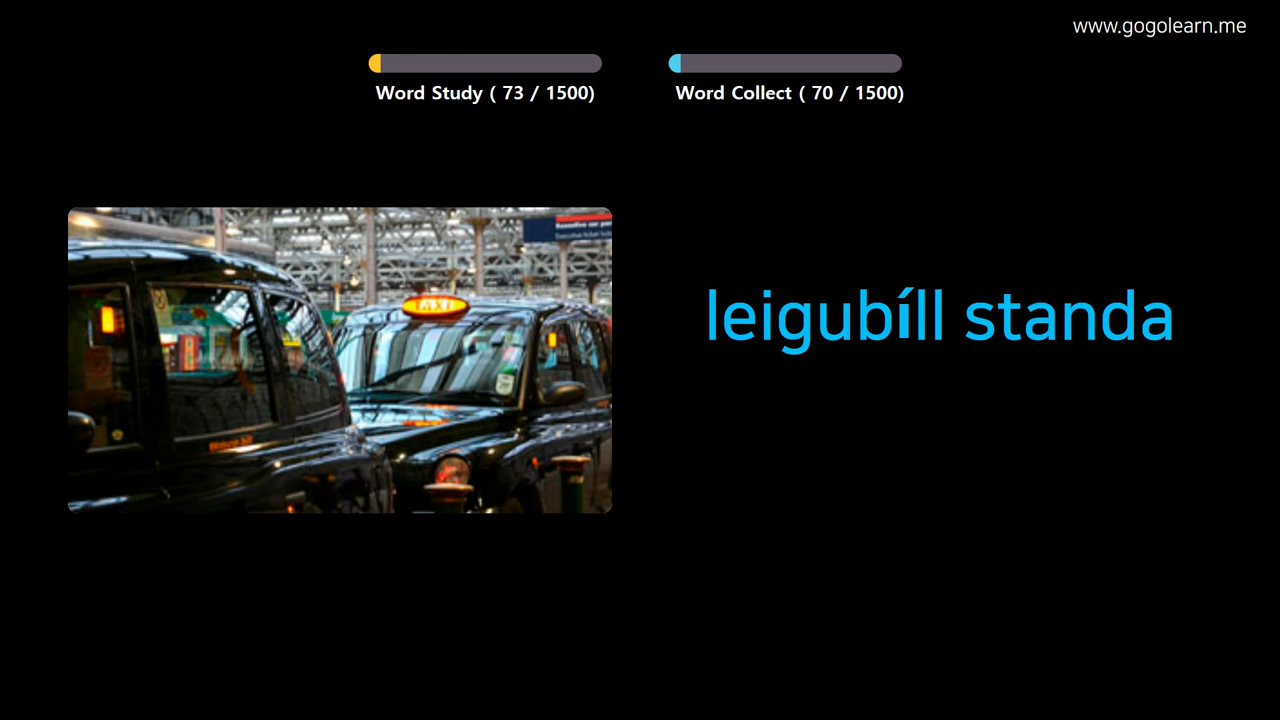 www.gogolearn.me
Word Study ( 73 / 1500)
Word Collect ( 70 / 1500)
TAXI
leigubíll standa